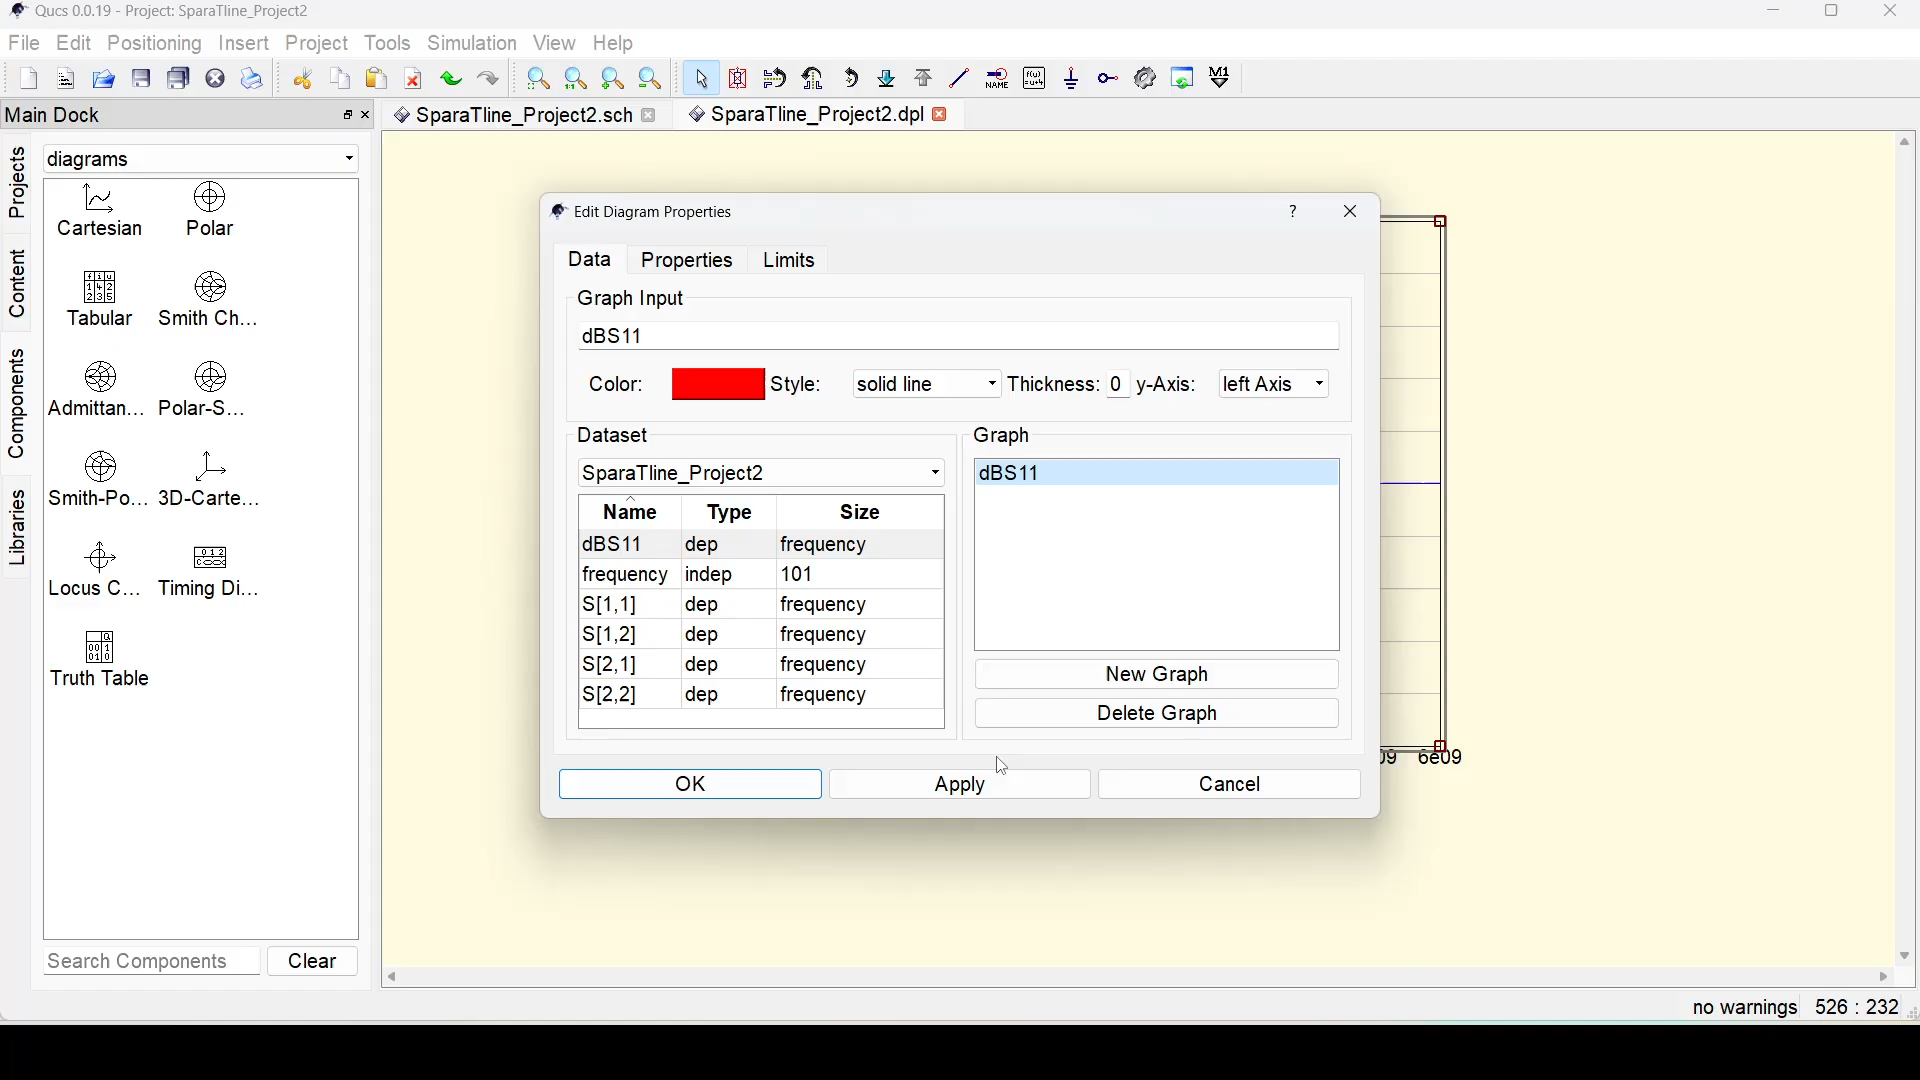 Qucs 0.0.19 - Project: SparaTline_Project2
File Edit Positioning Insert Project Tools Simulation View Help
NAME
M1
Main Dock
SparaTline_Project2.sch
SparaTline_Project2.dpl
Projects
Content
Components
Libraries
diagrams
Cartesian
Polar
Tabular
Smith Ch...
Admittan...
Polar-S...
Smith-Po...
3D-Carte...
Locus C...
Timing Di...
Truth Table
Search Components
Clear
Edit Diagram Properties
?
Data Properties Limits
Graph Input
dBS11
Color: Style: solid line Thickness: 0 y-Axis: left Axis
Dataset
SparaTline_Project2
Name Type Size
dBS11 dep frequency
frequency indep 101
S[1,1] dep frequency
S[1,2] dep frequency
S[2,1] dep frequency
S[2,2] dep frequency
Graph
dBS11
New Graph
Delete Graph
OK
Apply
Cancel
6e09
no warnings 526 : 232